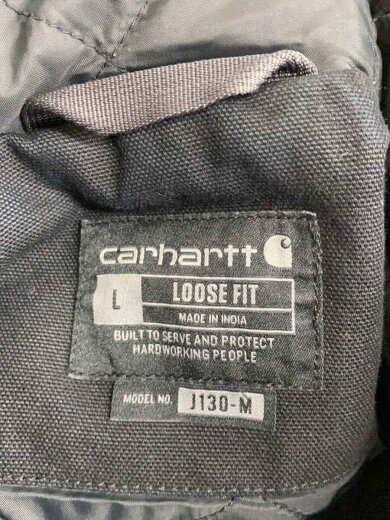 carhartt
L LOOSE FIT
MADE IN INDIA
BUILT TO SERVE AND PROTECT
HARDWORKING PEOPLE
MODEL NO. J130-M